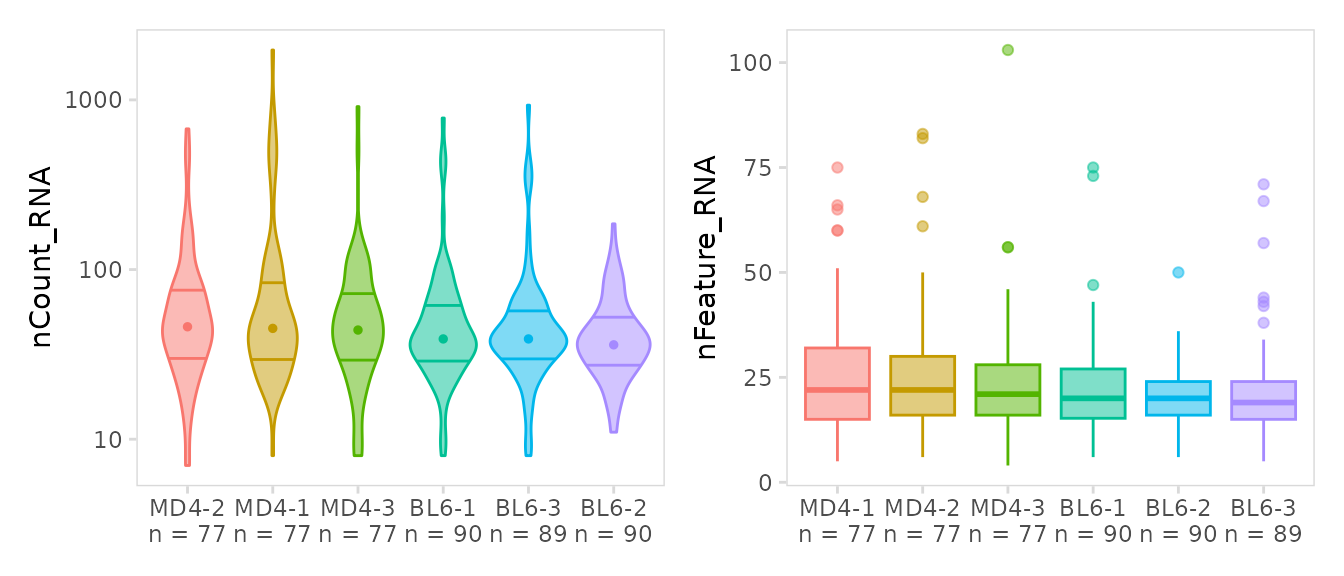 nCount_RNA
1000
100
10
MD4-2 MD4-1 MD4-3 BL6-1 BL6-3 BL6-2
n = 77 n = 77 n = 77 n = 90 n = 89 n = 90
nFeature_RNA
100
75
50
25
0
MD4-1 MD4-2 MD4-3 BL6-1 BL6-2 BL6-3
n = 77 n = 77 n = 77 n = 90 n = 90 n = 89